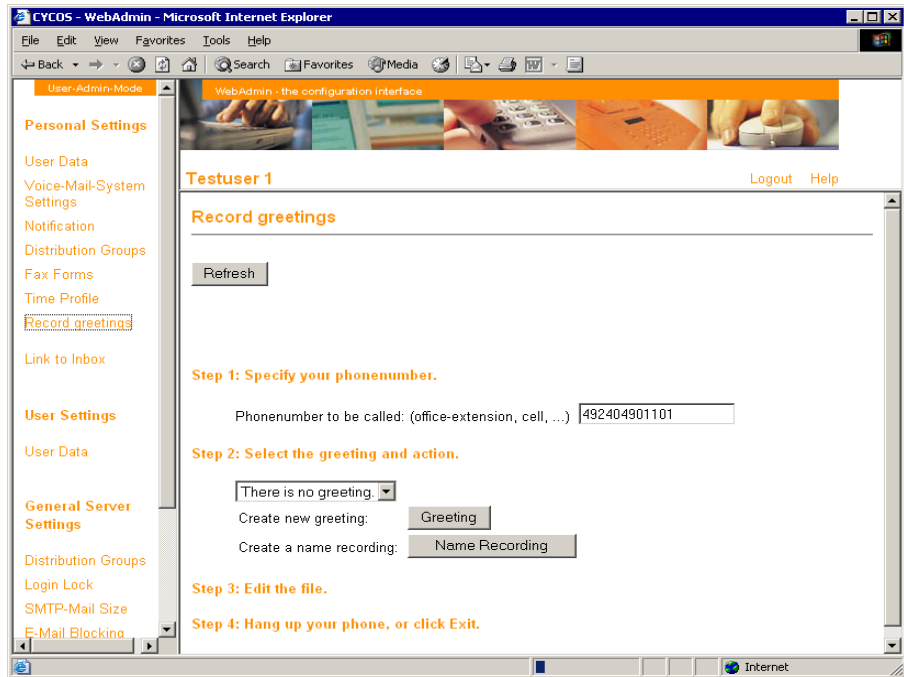 CYCOS - WebAdmin - Microsoft Internet Explorer
File Edit View Favorites Tools Help
Back Search Favorites Media
User-Admin-Mode
WebAdmin - the configuration interface
Personal Settings
User Data
Voice-Mail-System
Settings
Notification
Distribution Groups
Fax Forms
Time Profile
Record greetings
Link to Inbox
User Settings
User Data
General Server
Settings
Distribution Groups
Login Lock
SMTP-Mail Size
E-Mail Blocking
Testuser 1
Logout Help
Record greetings
Refresh
Step 1: Specify your phonenumber.
Phonenumber to be called: (office-extension, cell, ...) 492404901101
Step 2: Select the greeting and action.
There is no greeting.
Create new greeting: Greeting
Create a name recording: Name Recording
Step 3: Edit the file.
Step 4: Hang up your phone, or click Exit.
Internet